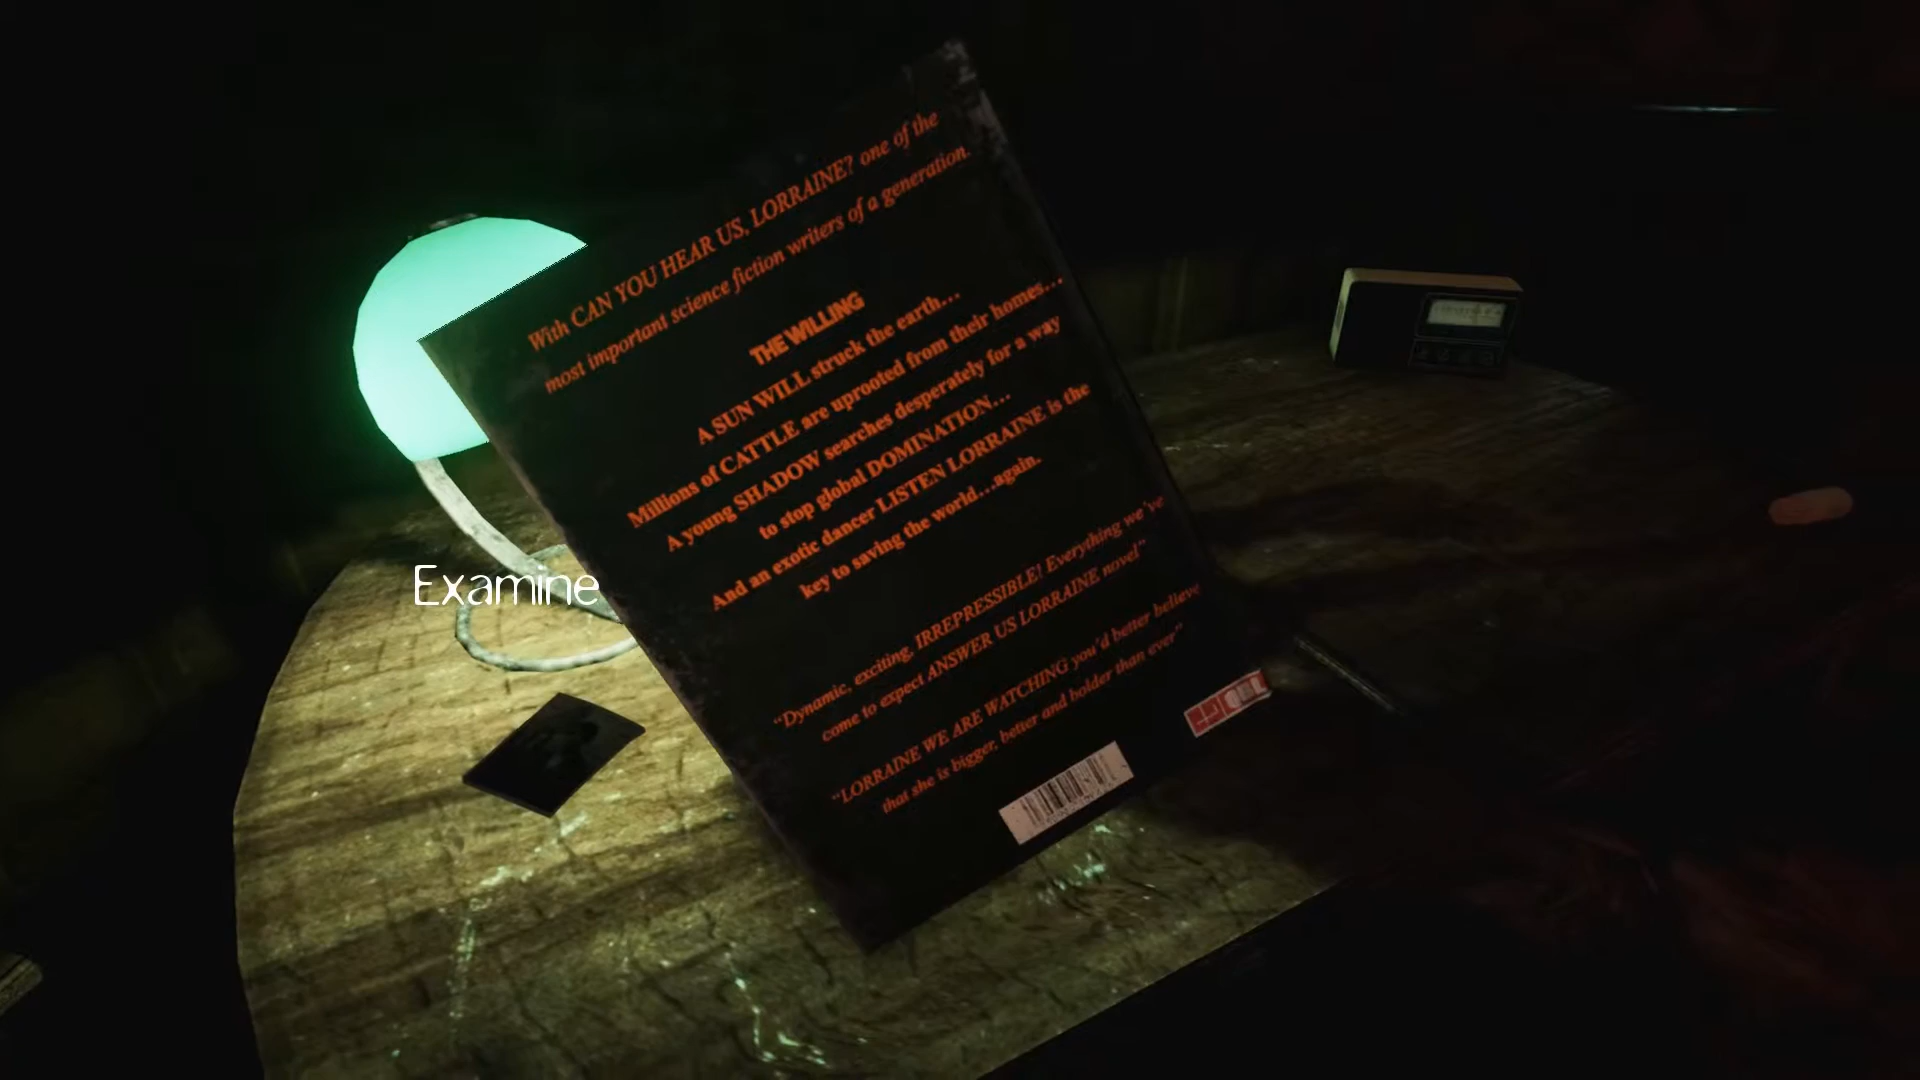 With CAN YOU HEAR US, LORRAINE? one of the
most important science fiction writers of a generation.
THE WILLING
A SUN WILL struck the earth...
Millions of CATTLE are uprooted from their homes...
A young SHADOW searches desperately for a way
to stop global DOMINATION...
And an exotic dancer LISTEN LORRAINE is the
key to saving the world...again.
Examine
"Dynamic, exciting, IRREPRESSIBLE! Everything we've
come to expect ANSWER US LORRAINE novel"
"LORRAINE WE ARE WATCHING you'd better believe
that she is bigger, better and bolder than ever"